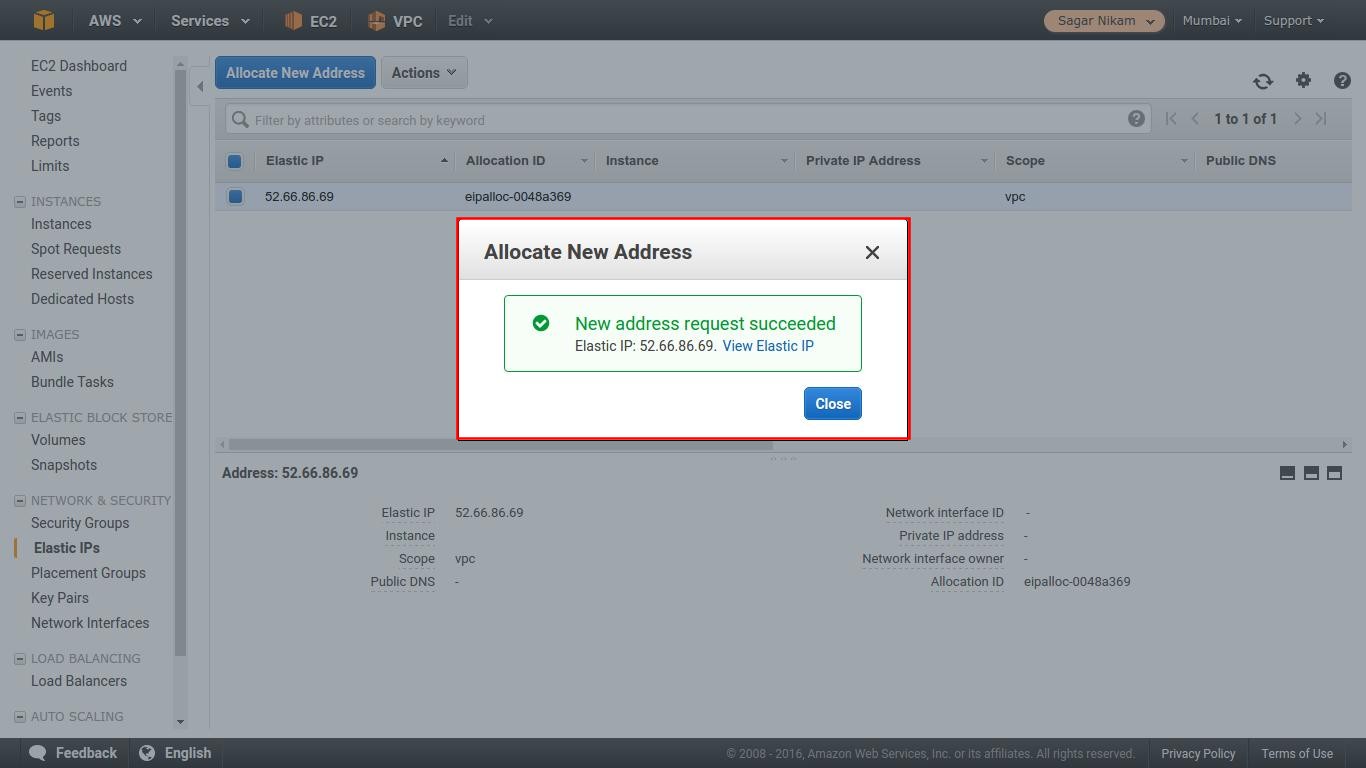 AWS Services EC2 VPC Edit Sagar Nikam Mumbai Support
EC2 Dashboard
Events
Tags
Reports
Limits
INSTANCES
Instances
Spot Requests
Reserved Instances
Dedicated Hosts
IMAGES
AMIs
Bundle Tasks
ELASTIC BLOCK STORE
Volumes
Snapshots
NETWORK & SECURITY
Security Groups
Elastic IPs
Placement Groups
Key Pairs
Network Interfaces
LOAD BALANCING
Load Balancers
AUTO SCALING
Allocate New Address Actions
Filter by attributes or search by keyword 1 to 1 of 1
Elastic IP Allocation ID Instance Private IP Address Scope Public DNS
52.66.86.69 eipalloc-0048a369 vpc
Allocate New Address
New address request succeeded
Elastic IP: 52.66.86.69. View Elastic IP
Close
Address: 52.66.86.69
Elastic IP 52.66.86.69 Network interface ID -
Instance Private IP address -
Scope vpc Network interface owner -
Public DNS - Allocation ID eipalloc-0048a369
Feedback English © 2008 - 2016, Amazon Web Services, Inc. or its affiliates. All rights reserved. Privacy Policy Terms of Use